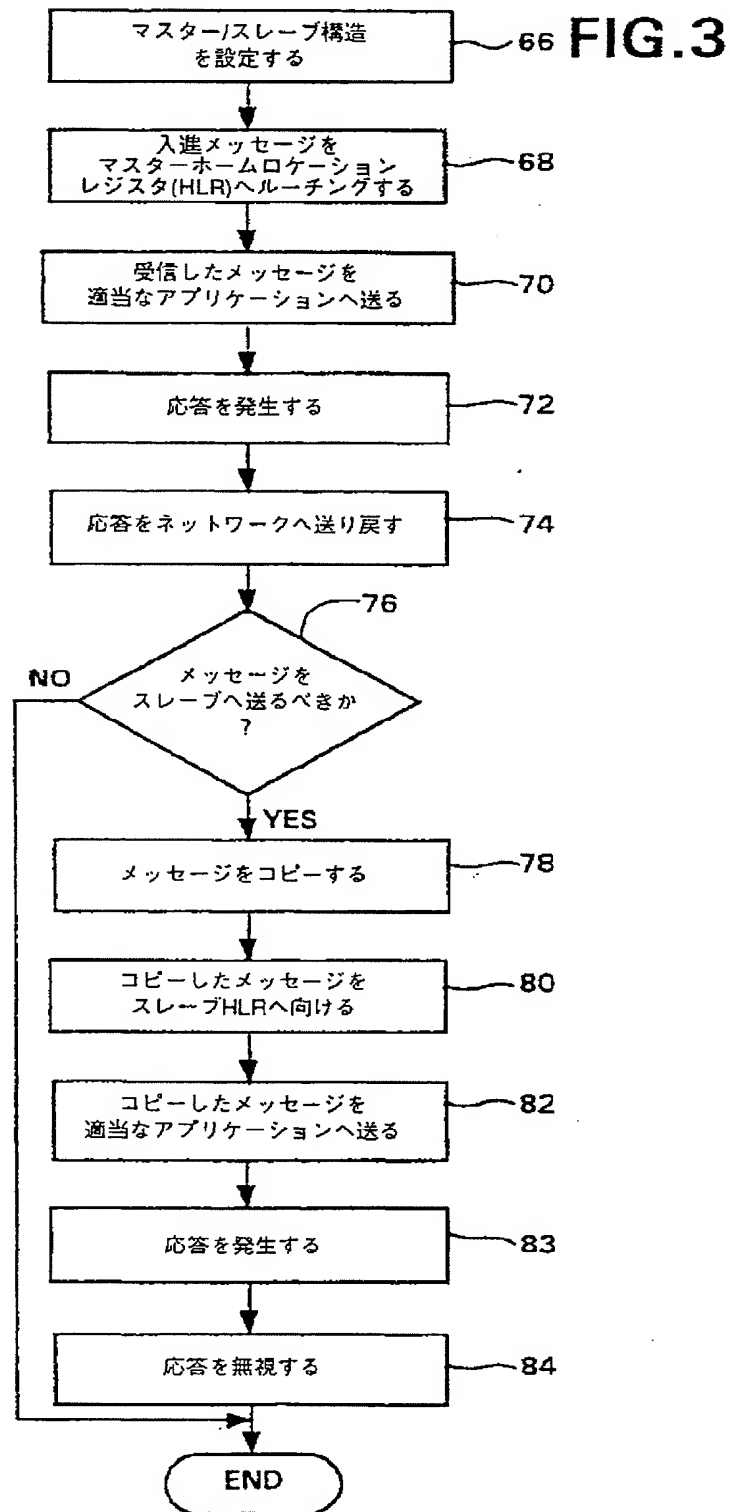 FIG.3
マスター/スレーブ構造
を設定する
66
入進メッセージを
マスターホームロケーション
レジスタ(HLR)へルーチングする
68
受信したメッセージを
適当なアプリケーションへ送る
70
応答を発生する
72
応答をネットワークへ送り戻す
74
76
メッセージを
スレーブへ送るべきか
?
NO
YES
メッセージをコピーする
78
コピーしたメッセージを
スレーブHLRへ向ける
80
コピーしたメッセージを
適当なアプリケーションへ送る
82
応答を発生する
83
応答を無視する
84
END